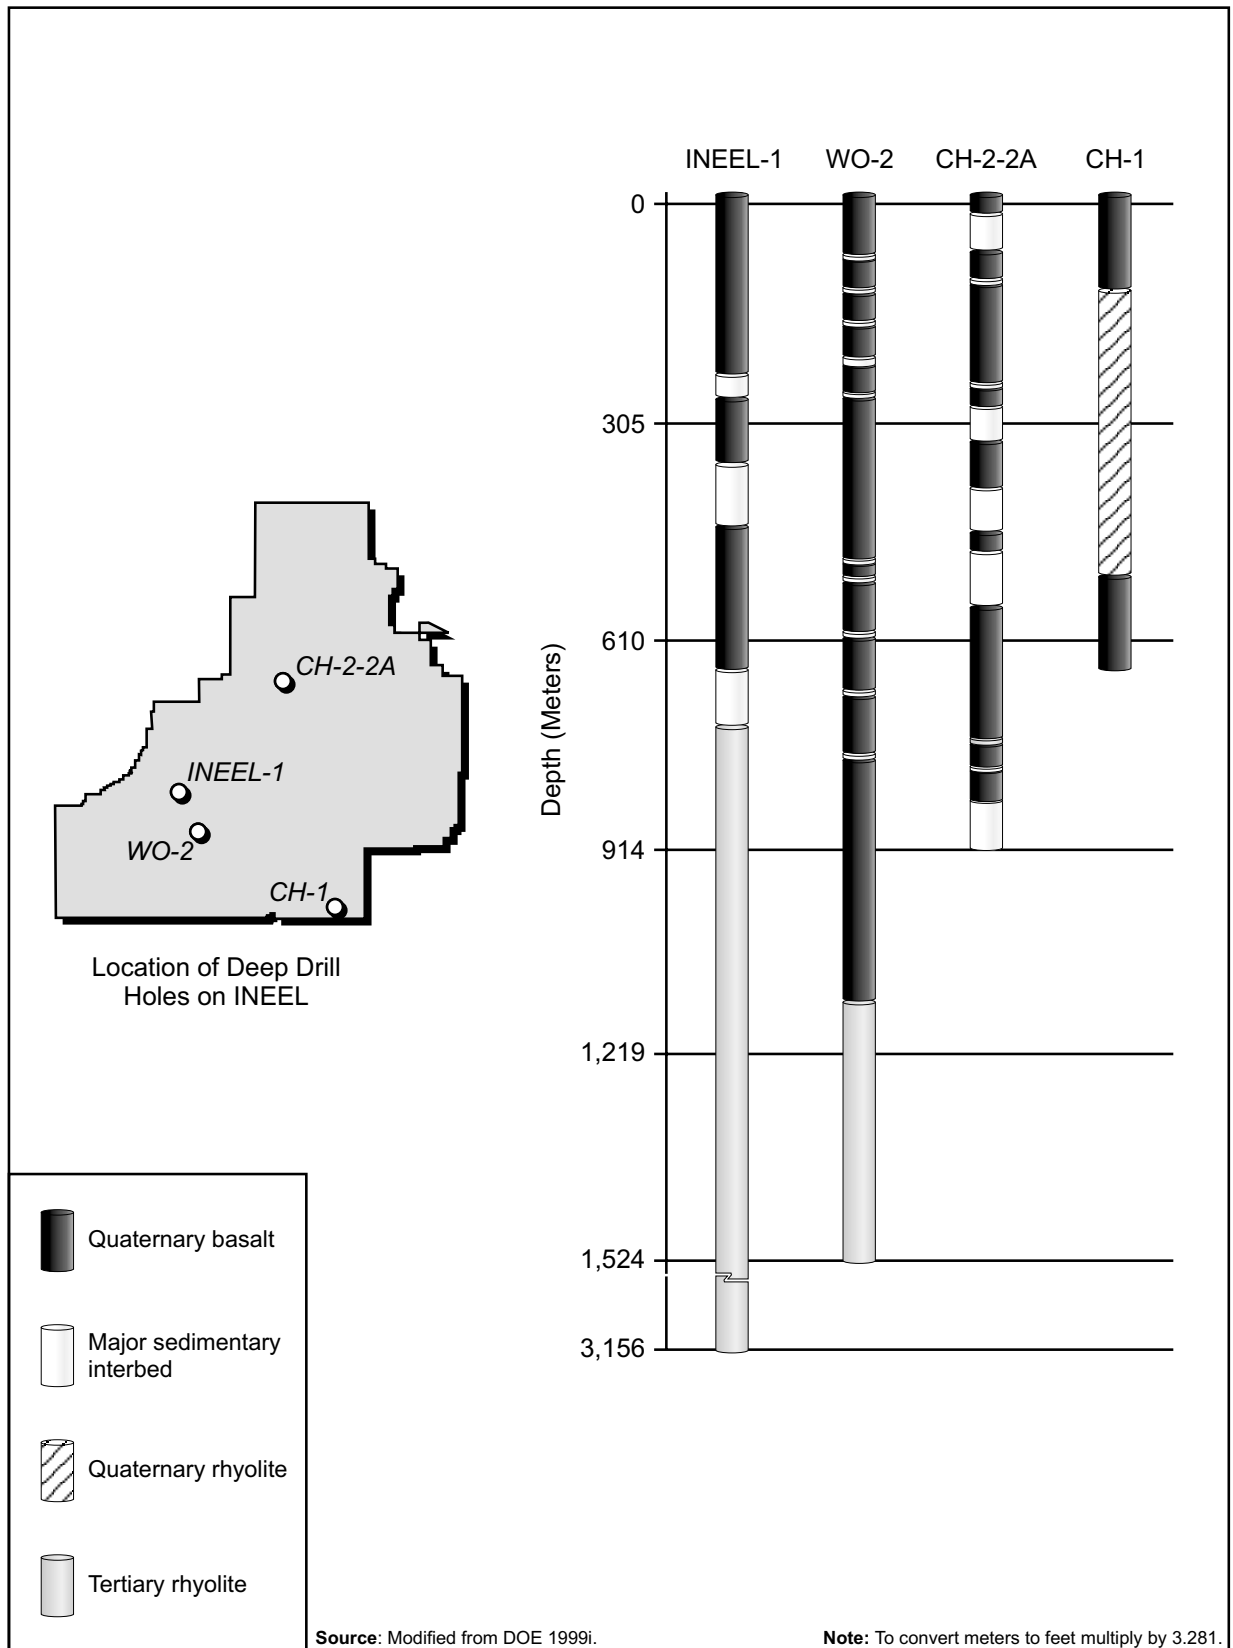 INEEL-1 WO-2 CH-2-2A CH-1
0
305
610
914
1,219
1,524
3,156
Depth (Meters)
CH-2-2A
INEEL-1
WO-2
CH-1
Location of Deep Drill
Holes on INEEL
Quaternary basalt
Major sedimentary
interbed
Quaternary rhyolite
Tertiary rhyolite
Source: Modified from DOE 1999i.
Note: To convert meters to feet multiply by 3.281.